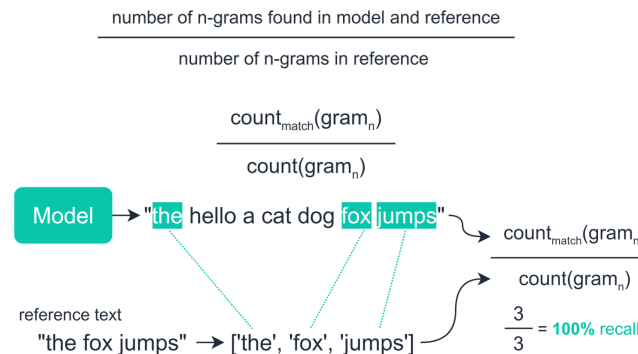 number of n-grams found in model and reference
number of n-grams in reference
count_match(gram_n)
count(gram_n)
Model
"the hello a cat dog fox jumps"
count_match(gram_n
count(gram_n)
reference text
"the fox jumps"
['the', 'fox', 'jumps']
3
3
= 100% recall